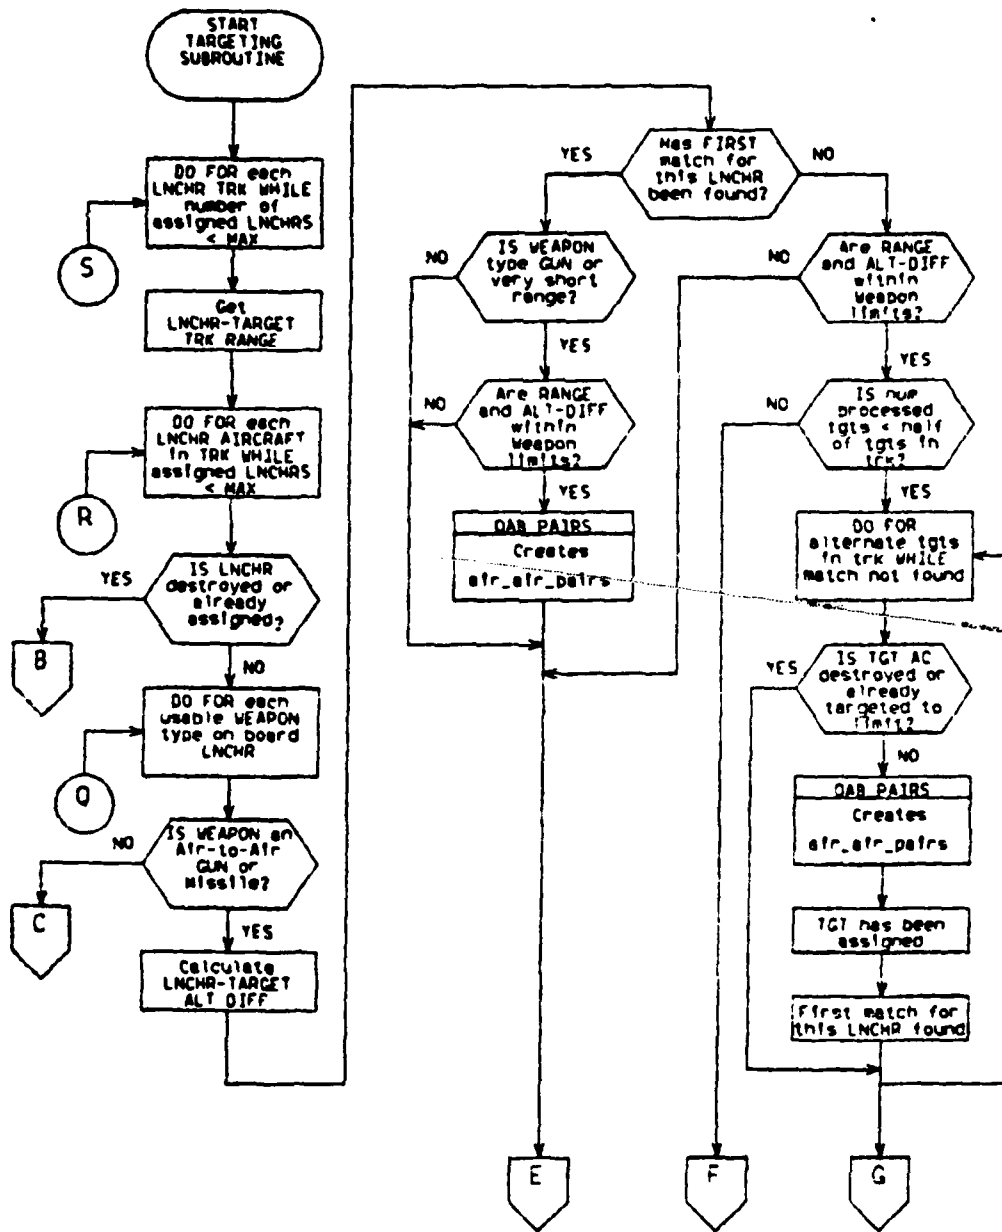 START
TARGETING
SUBROUTINE
DO FOR each
LNCHR TRK WHILE
number of
assigned LNCHRS
< MAX
S
Get
LNCHR-TARGET
TRK RANGE
DO FOR each
LNCHR AIRCRAFT
in TRK WHILE
assigned LNCHRS
< MAX
R
IS LNCHR
destroyed or
already
assigned?
YES
B
NO
DO FOR each
usable WEAPON
type on board
LNCHR
Q
IS WEAPON an
Air-to-Air
GUN or
Missile?
NO
C
YES
Calculate
LNCHR-TARGET
ALT DIFF
Has FIRST
match for
this LNCHR
been found?
YES
NO
IS WEAPON
type GUN or
very short
range?
NO
YES
Are RANGE
and ALT-DIFF
within
Weapon
limits?
NO
YES
OAB PAIRS
Creates
air_air_pairs
E
Are RANGE
and ALT-DIFF
within
Weapon
limits?
NO
YES
IS num
processed
tgts < half
of tgts in
trk?
NO
F
YES
DO FOR
alternate tgts
in trk WHILE
match not found
IS TGT AC
destroyed or
already
targeted to
limit?
YES
NO
OAB PAIRS
Creates
air_air_pairs
TGT has been
assigned
First match for
this LNCHR found
G